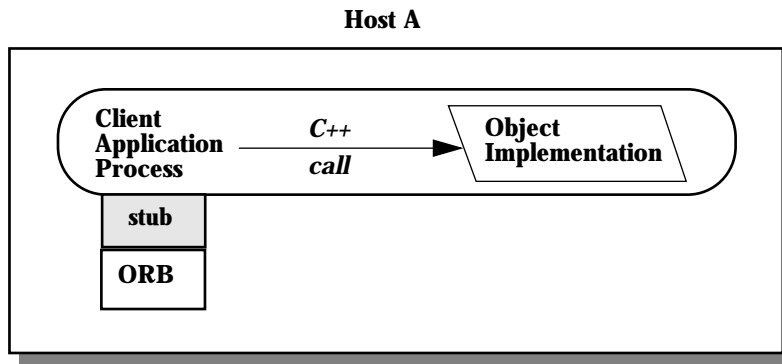 Host A
Client
Application
Process
C++
call
Object
Implementation
stub
ORB